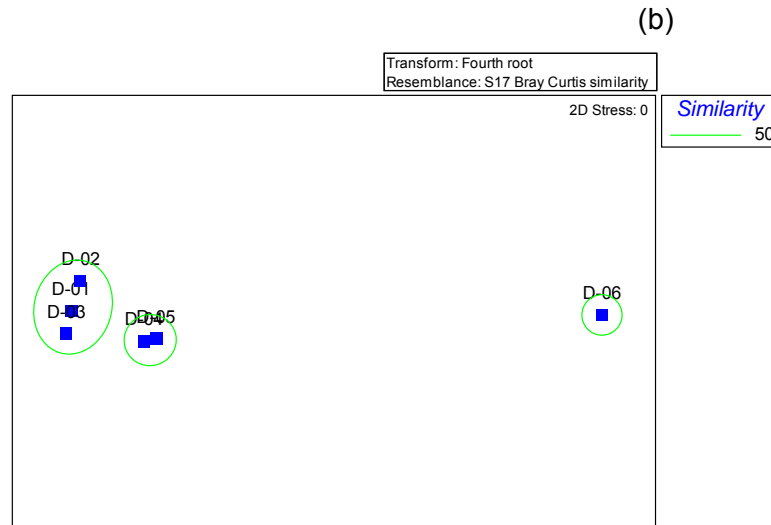 (b)
Transform: Fourth root
Resemblance: S17 Bray Curtis similarity
2D Stress: 0
Similarity
50
D-02
D-01
D-03
D-04
D-05
D-06